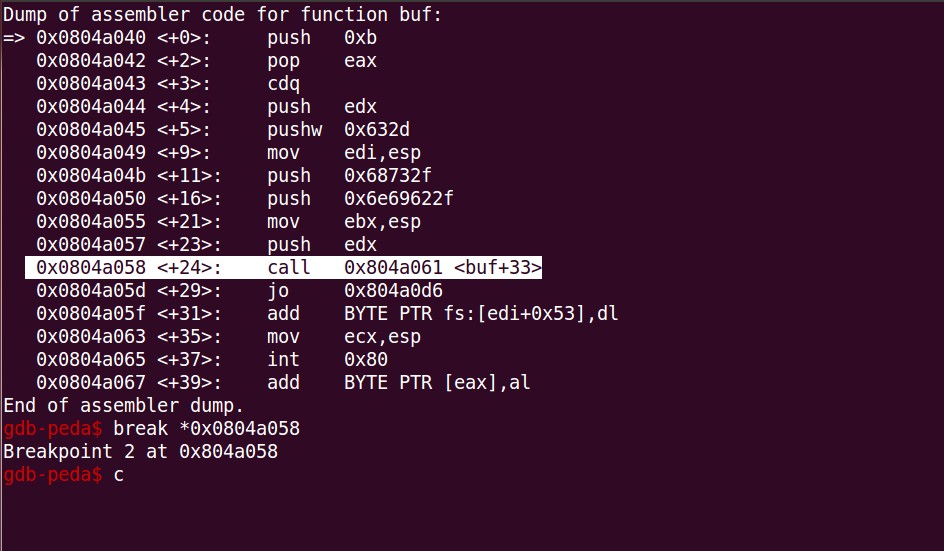 Dump of assembler code for function buf:
=> 0x0804a040 <+0>:     push   0xb
   0x0804a042 <+2>:     pop    eax
   0x0804a043 <+3>:     cdq
   0x0804a044 <+4>:     push   edx
   0x0804a045 <+5>:     pushw  0x632d
   0x0804a049 <+9>:     mov    edi,esp
   0x0804a04b <+11>:    push   0x68732f
   0x0804a050 <+16>:    push   0x6e69622f
   0x0804a055 <+21>:    mov    ebx,esp
   0x0804a057 <+23>:    push   edx
   0x0804a058 <+24>:    call   0x804a061 <buf+33>
   0x0804a05d <+29>:    jo     0x804a0d6
   0x0804a05f <+31>:    add    BYTE PTR fs:[edi+0x53],dl
   0x0804a063 <+35>:    mov    ecx,esp
   0x0804a065 <+37>:    int    0x80
   0x0804a067 <+39>:    add    BYTE PTR [eax],al
End of assembler dump.
gdb-peda$ break *0x0804a058
Breakpoint 2 at 0x804a058
gdb-peda$ c